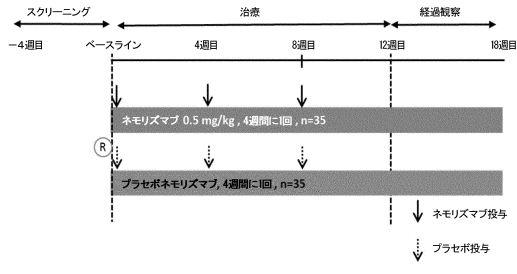 スクリーニング 治療 経過観察
－4週目 ベースライン 4週目 8週目 12週目 18週目
ネモリズマブ 0.5 mg/kg , 4週間に1回 , n=35
R
プラセボネモリズマブ, 4週間に1回 , n=35
ネモリズマブ投与
プラセボ投与